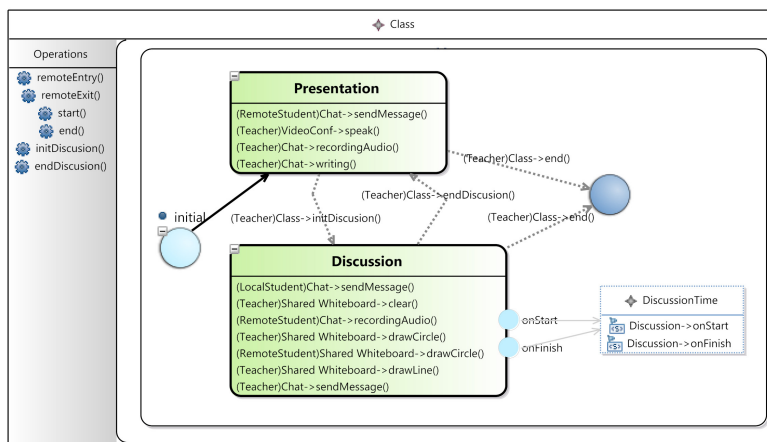 Class
Operations
remoteEntry()
remoteExit()
start()
end()
initDiscusion()
endDiscusion()
Presentation
(RemoteStudent)Chat->sendMessage()
(Teacher)VideoConf->speak()
(Teacher)Chat->recordingAudio()
(Teacher)Chat->writing()
(Teacher)Class->end()
(Teacher)Class->endDiscusion()
initial
(Teacher)Class->initDiscusion()
(Teacher)Class->end()
Discussion
(LocalStudent)Chat->sendMessage()
(Teacher)Shared Whiteboard->clear()
(RemoteStudent)Chat->recordingAudio()
(Teacher)Shared Whiteboard->drawCircle()
(RemoteStudent)Shared Whiteboard->drawCircle()
(Teacher)Shared Whiteboard->drawLine()
(Teacher)Chat->sendMessage()
onStart
onFinish
DiscussionTime
<S> Discussion->onStart
<S> Discussion->onFinish